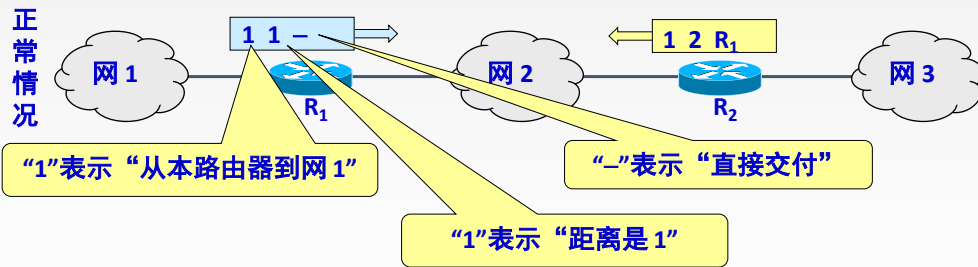 正常情况
1 1 –
1 2 R1
网 1
网 2
网 3
R1
R2
“1”表示“从本路由器到网 1”
“–”表示“直接交付”
“1”表示“距离是 1”